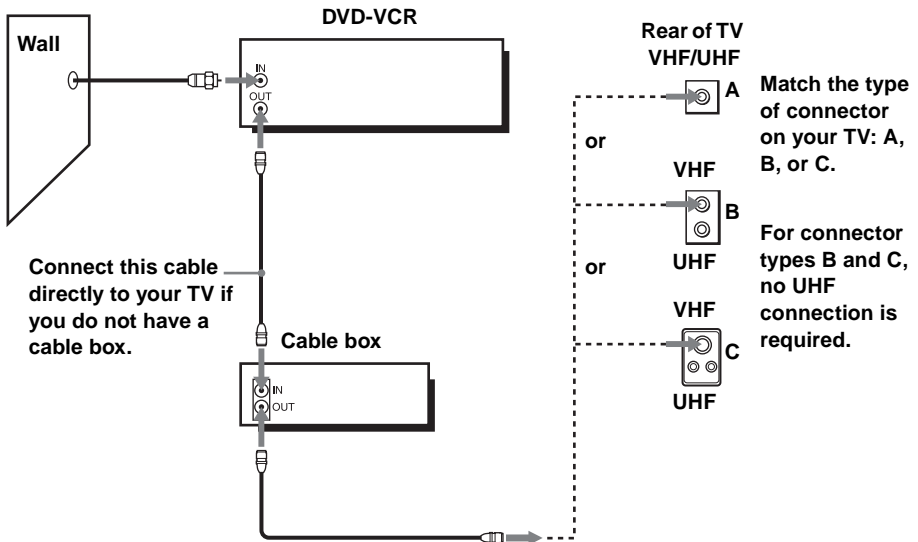 DVD-VCR
Wall
IN
OUT
Connect this cable
directly to your TV if
you do not have a
cable box.
Cable box
IN
OUT
Rear of TV
VHF/UHF
A
or
VHF
B
UHF
or
VHF
C
UHF
Match the type
of connector
on your TV: A,
B, or C.
For connector
types B and C,
no UHF
connection is
required.